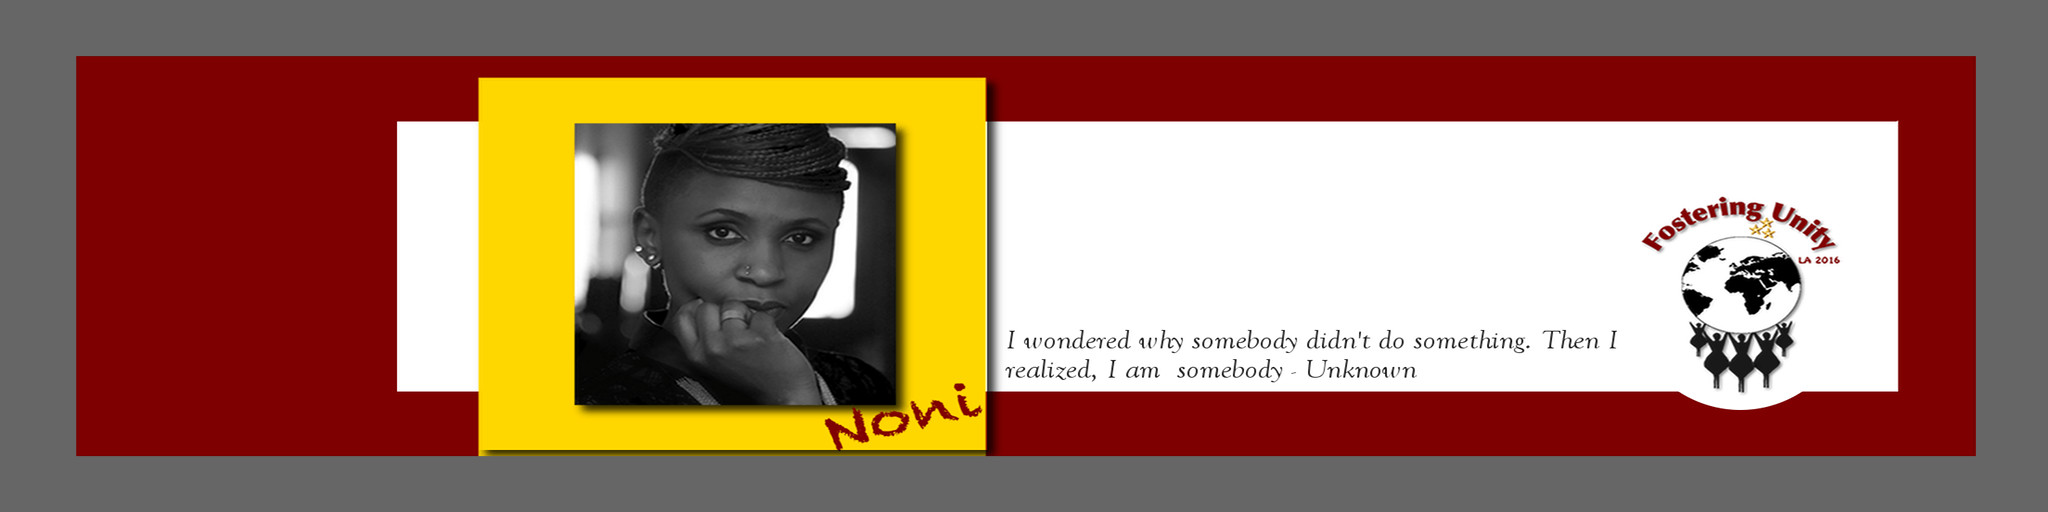 Noni
I wondered why somebody didn't do something. Then I
realized, I am  somebody - Unknown
Fostering Unity
LA 2016